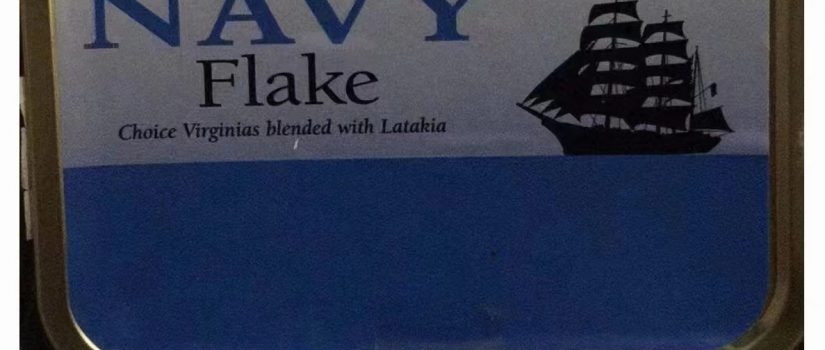 NAVY
Flake
Choice Virginias blended with Latakia